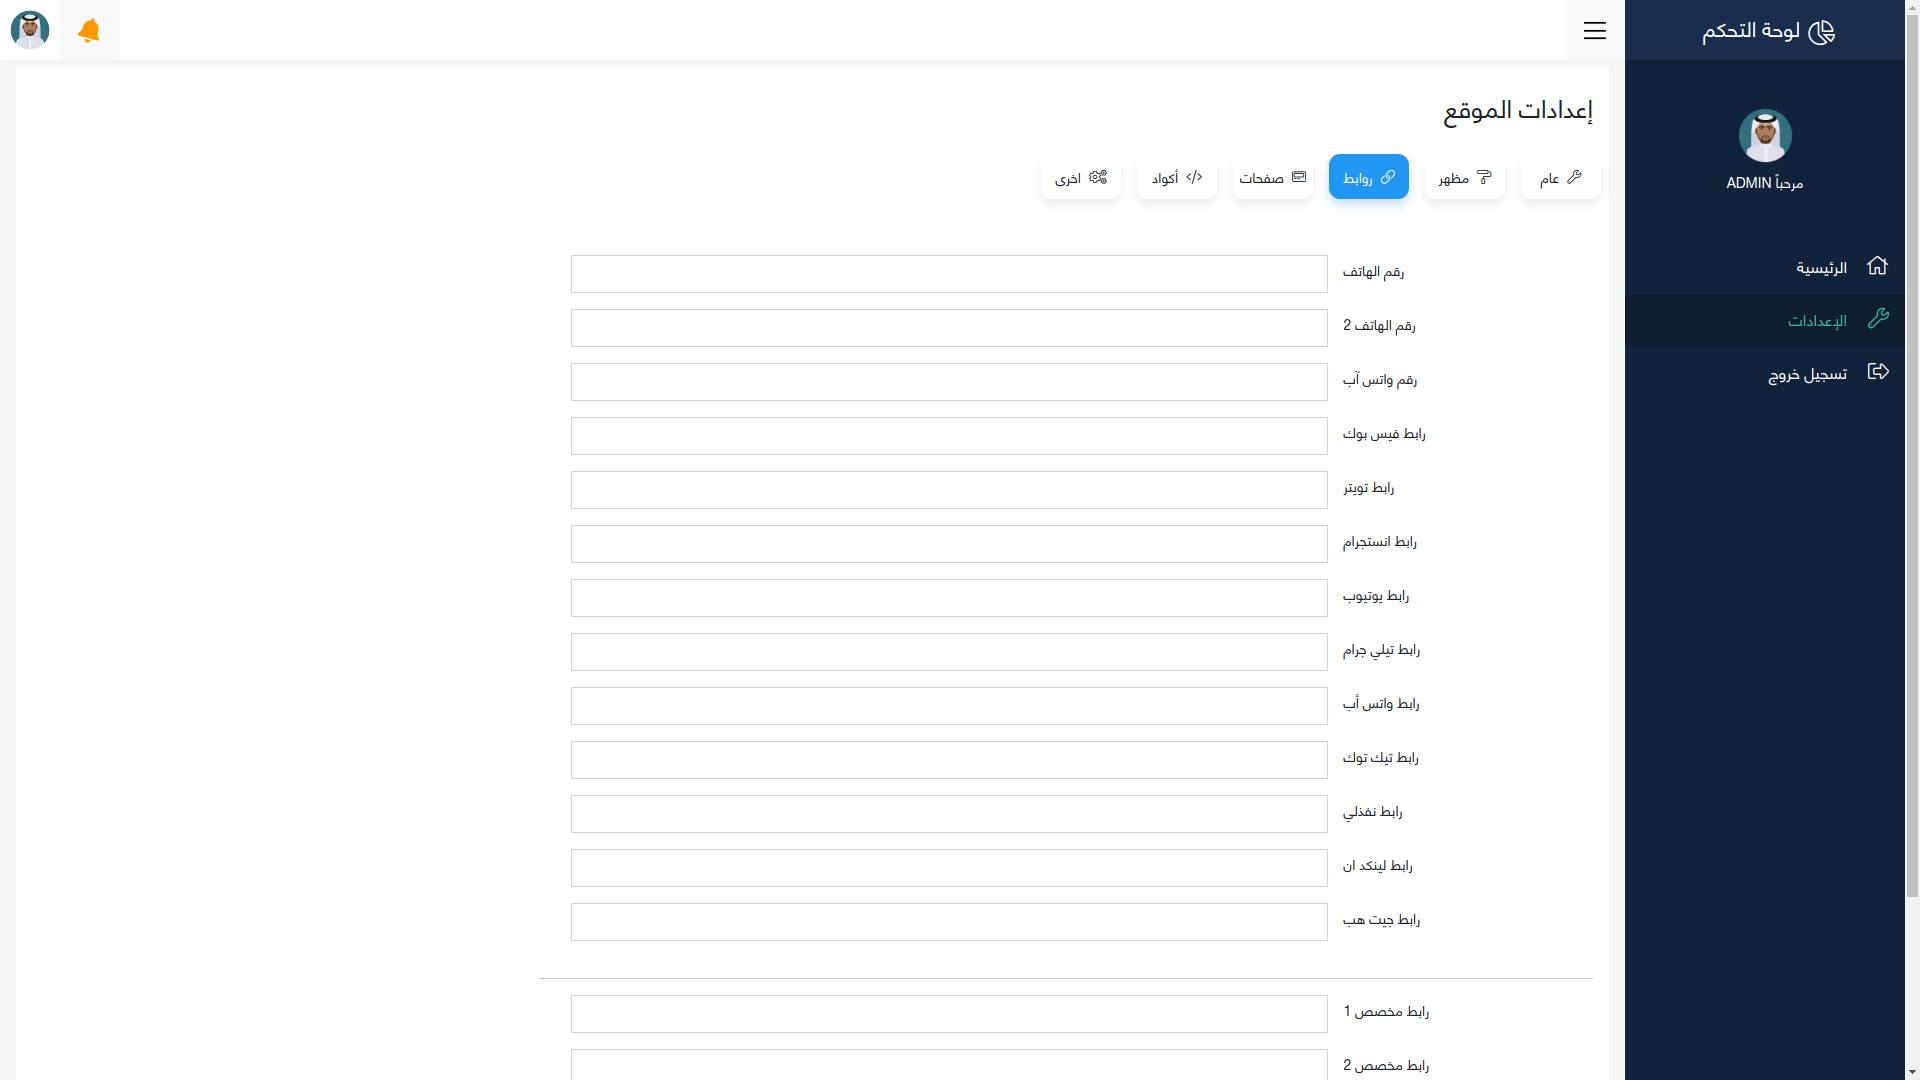 لوحة التحكم
مرحباً ADMIN
الرئيسية
الإعدادات
تسجيل خروج
إعدادات الموقع
عام
مظهر
روابط
صفحات
أكواد
اخرى
رقم الهاتف
رقم الهاتف 2
رقم واتس آب
رابط فيس بوك
رابط تويتر
رابط انستجرام
رابط يوتيوب
رابط تيلي جرام
رابط واتس أب
رابط تيك توك
رابط نفذلي
رابط لينكد ان
رابط جيت هب
رابط مخصص 1
رابط مخصص 2